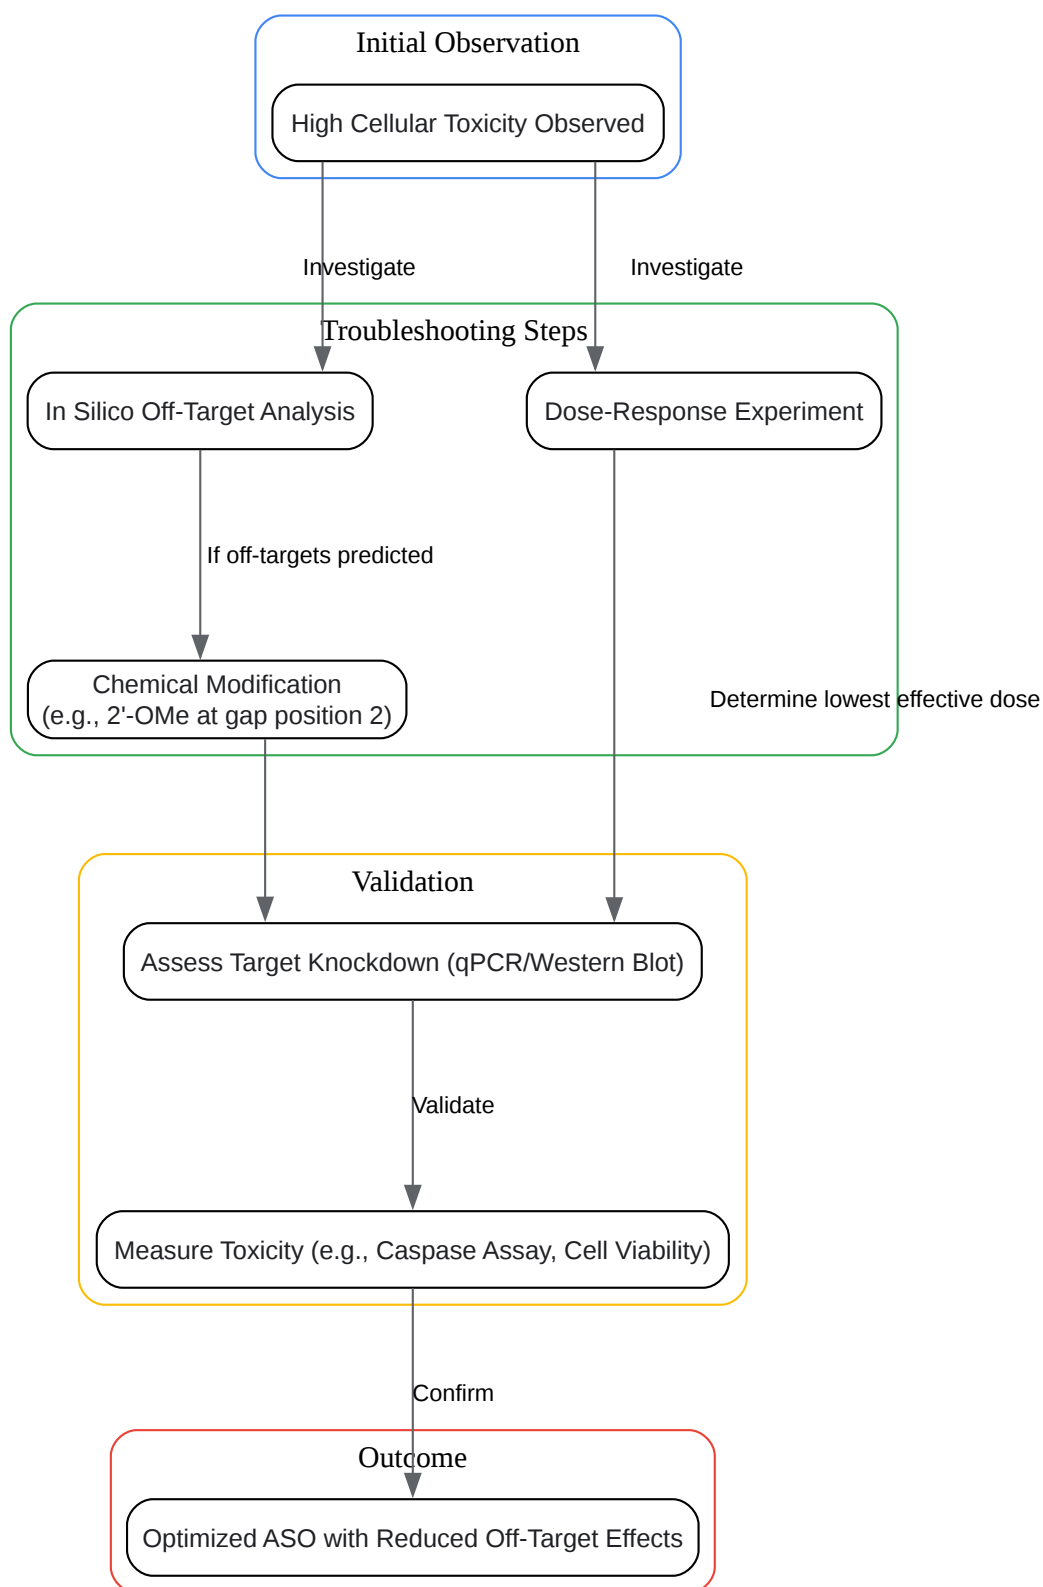 Initial Observation
High Cellular Toxicity Observed
Investigate
Investigate
Troubleshooting Steps
In Silico Off-Target Analysis
Dose-Response Experiment
If off-targets predicted
Chemical Modification
(e.g., 2'-OMe at gap position 2)
Determine lowest effective dose
Validation
Assess Target Knockdown (qPCR/Western Blot)
Validate
Measure Toxicity (e.g., Caspase Assay, Cell Viability)
Confirm
Outcome
Optimized ASO with Reduced Off-Target Effects